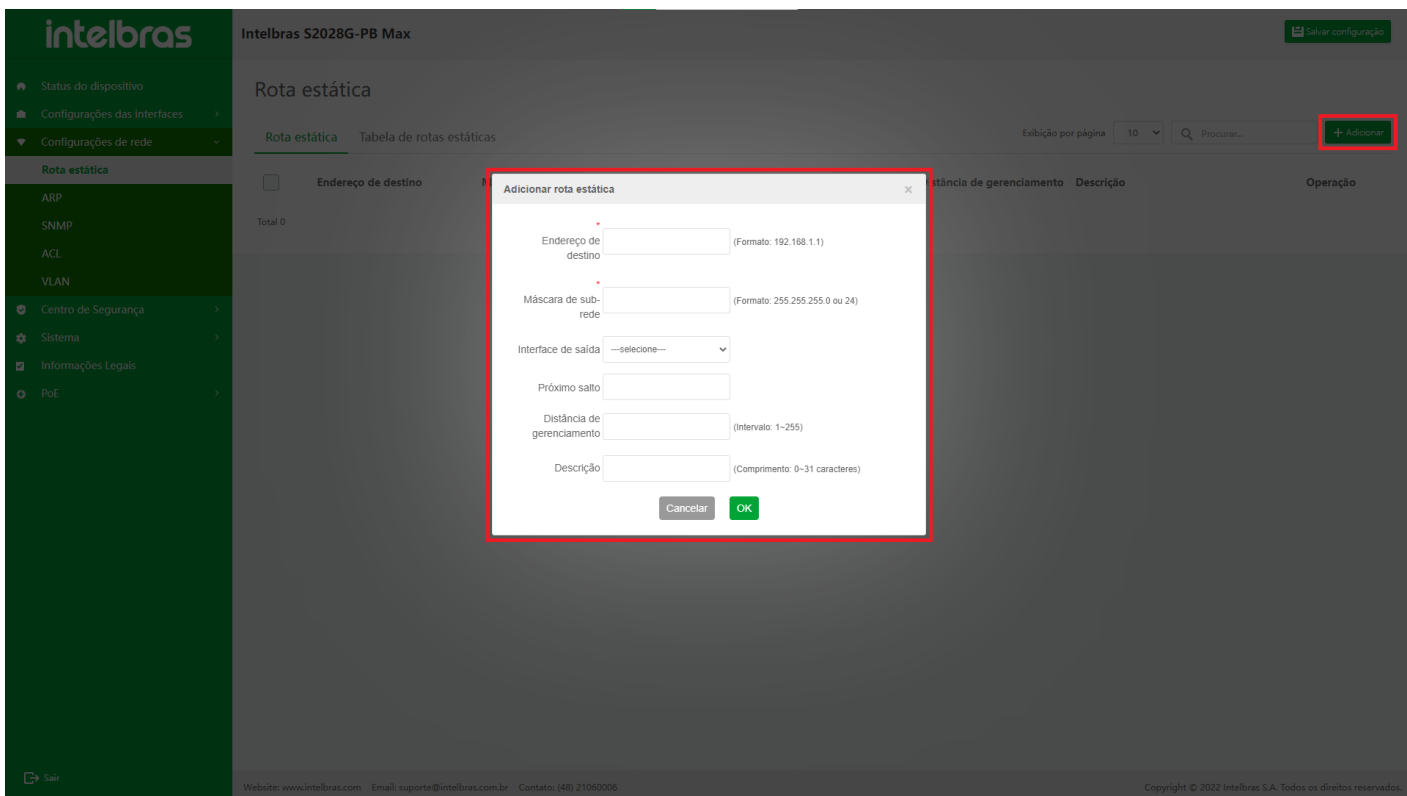 intelbras
Intelbras S2028G-PB Max
Salvar configuração
Status do dispositivo
Configurações das interfaces
Configurações de rede
Rota estática
ARP
SNMP
ACL
VLAN
Centro de Segurança
Sistema
Informações Legais
PoE
Sair
Rota estática
Rota estática Tabela de rotas estáticas
Exibição por página 10 Procurar... + Adicionar
Endereço de destino stância de gerenciamento Descrição Operação
Total 0
Adicionar rota estática ×
* Endereço de (Formato: 192.168.1.1)
destino
* Máscara de sub- (Formato: 255.255.255.0 ou 24)
rede
Interface de saída ---selecione---
Próximo salto
Distância de
gerenciamento (Intervalo: 1~255)
Descrição (Comprimento: 0~31 caracteres)
Cancelar OK
Website: www.intelbras.com Email: suporte@intelbras.com.br Contato: (48) 21060006
Copyright © 2022 Intelbras S.A. Todos os direitos reservados.